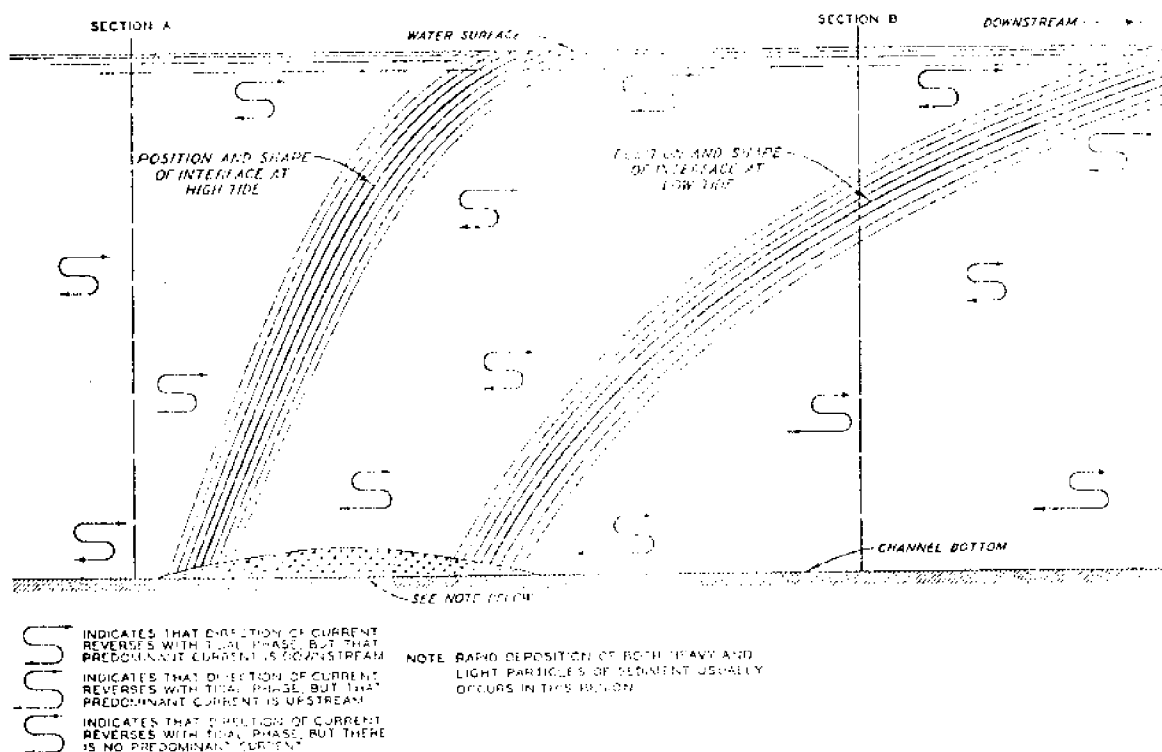 SECTION A
SECTION B
DOWNSTREAM
WATER SURFACE
POSITION AND SHAPE
OF INTERFACE AT
HIGH TIDE
POSITION AND SHAPE
OF INTERFACE AT
LOW TIDE
CHANNEL BOTTOM
SEE NOTE BELOW
INDICATES THAT DIRECTION OF CURRENT
REVERSES WITH TIDAL PHASE, BUT THAT
PREDOMINANT CURRENT IS DOWNSTREAM
INDICATES THAT DIRECTION OF CURRENT
REVERSES WITH TIDAL PHASE, BUT THAT
PREDOMINANT CURRENT IS UPSTREAM
INDICATES THAT DIRECTION OF CURRENT
REVERSES WITH TIDAL PHASE, BUT THERE
IS NO PREDOMINANT CURRENT
NOTE RAPID DEPOSITION OF BOTH HEAVY AND
LIGHT PARTICLES OF SEDIMENT USUALLY
OCCURS IN THIS REGION